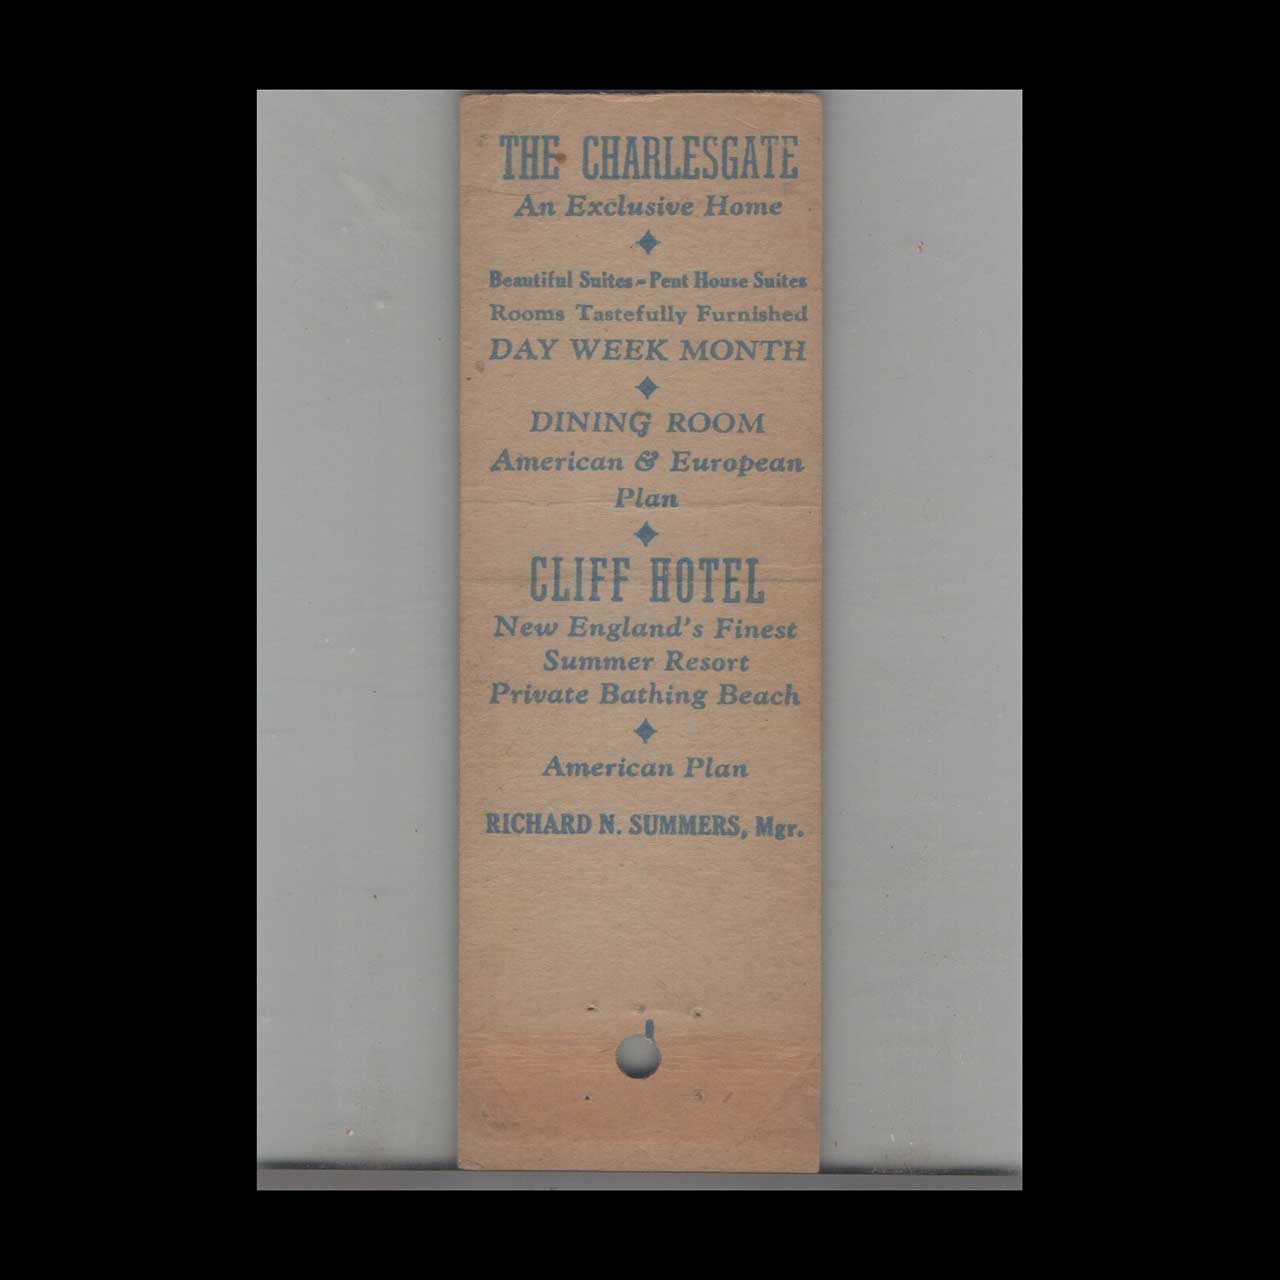 THE CHARLESGATE
An Exclusive Home
Beautiful Suites - Pent House Suites
Rooms Tastefully Furnished
DAY WEEK MONTH
DINING ROOM
American & European
Plan
CLIFF HOTEL
New England's Finest
Summer Resort
Private Bathing Beach
American Plan
RICHARD N. SUMMERS, Mgr.